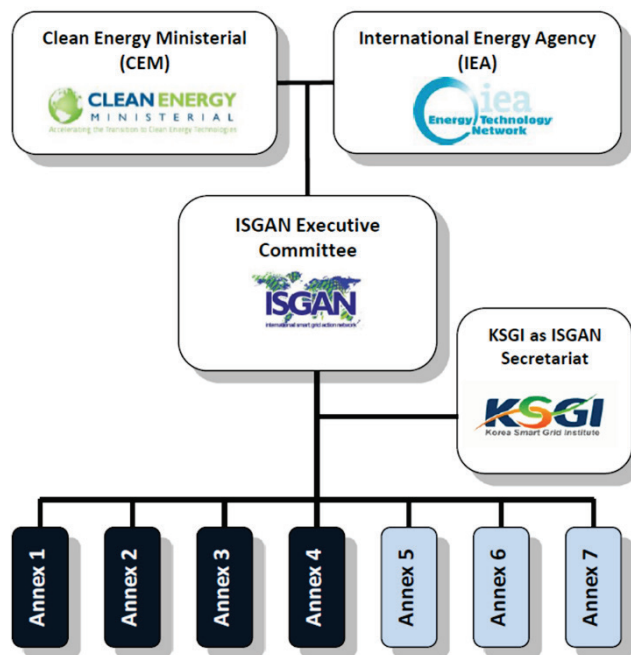 Clean Energy Ministerial
(CEM)
CLEAN ENERGY
MINISTERIAL
Accelerating the Transition to Clean Energy Technologies
International Energy Agency
(IEA)
iea
Energy Technology
Network
ISGAN Executive
Committee
ISGAN
international smart grid action network
KSGI as ISGAN
Secretariat
KSGI
Korea Smart Grid Institute
Annex 1
Annex 2
Annex 3
Annex 4
Annex 5
Annex 6
Annex 7